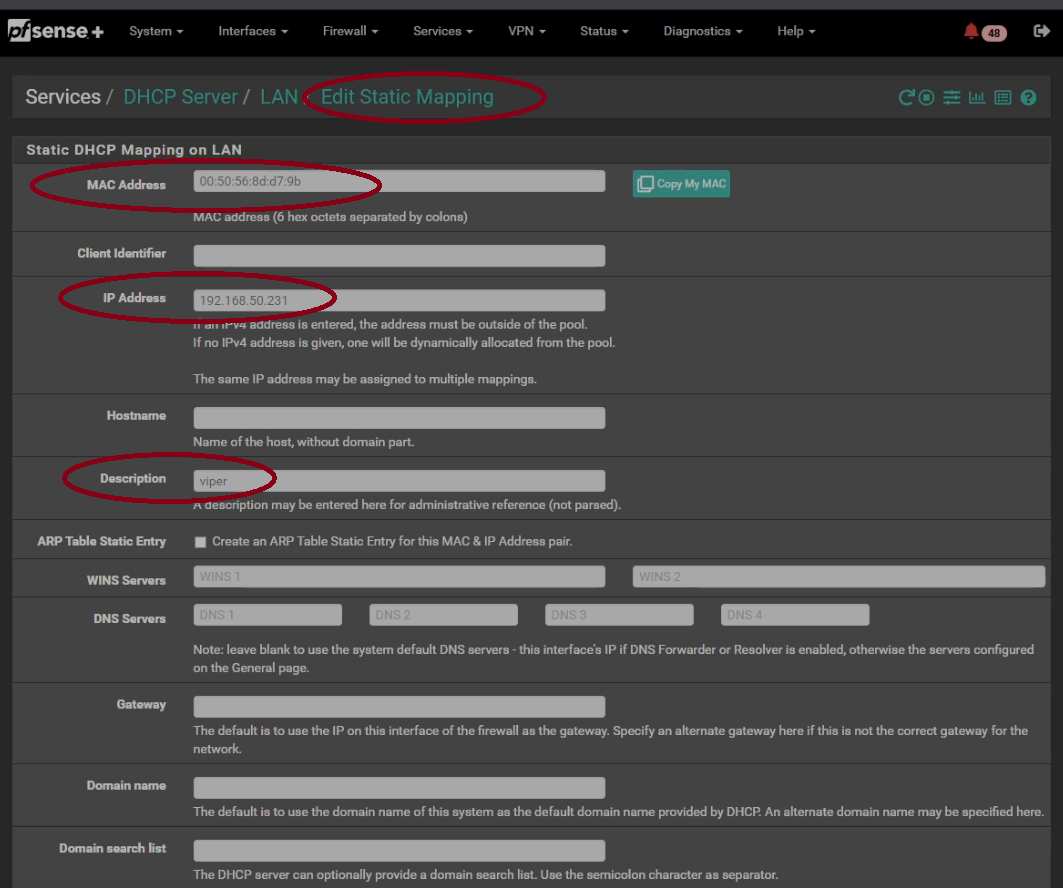 pfsense+ System Interfaces Firewall Services VPN Status Diagnostics Help 48
Services / DHCP Server / LAN / Edit Static Mapping
Static DHCP Mapping on LAN
MAC Address 00:50:56:8d:d7:9b Copy My MAC
MAC address (6 hex octets separated by colons)
Client Identifier
IP Address 192.168.50.231
If an IPv4 address is entered, the address must be outside of the pool.
If no IPv4 address is given, one will be dynamically allocated from the pool.
The same IP address may be assigned to multiple mappings.
Hostname
Name of the host, without domain part.
Description viper
A description may be entered here for administrative reference (not parsed).
ARP Table Static Entry Create an ARP Table Static Entry for this MAC & IP Address pair.
WINS Servers WINS 1 WINS 2
DNS Servers DNS 1 DNS 2 DNS 3 DNS 4
Note: leave blank to use the system default DNS servers - this interface's IP if DNS Forwarder or Resolver is enabled, otherwise the servers configured
on the General page.
Gateway
The default is to use the IP on this interface of the firewall as the gateway. Specify an alternate gateway here if this is not the correct gateway for the
network.
Domain name
The default is to use the domain name of this system as the default domain name provided by DHCP. An alternate domain name may be specified here.
Domain search list
The DHCP server can optionally provide a domain search list. Use the semicolon character as separator.